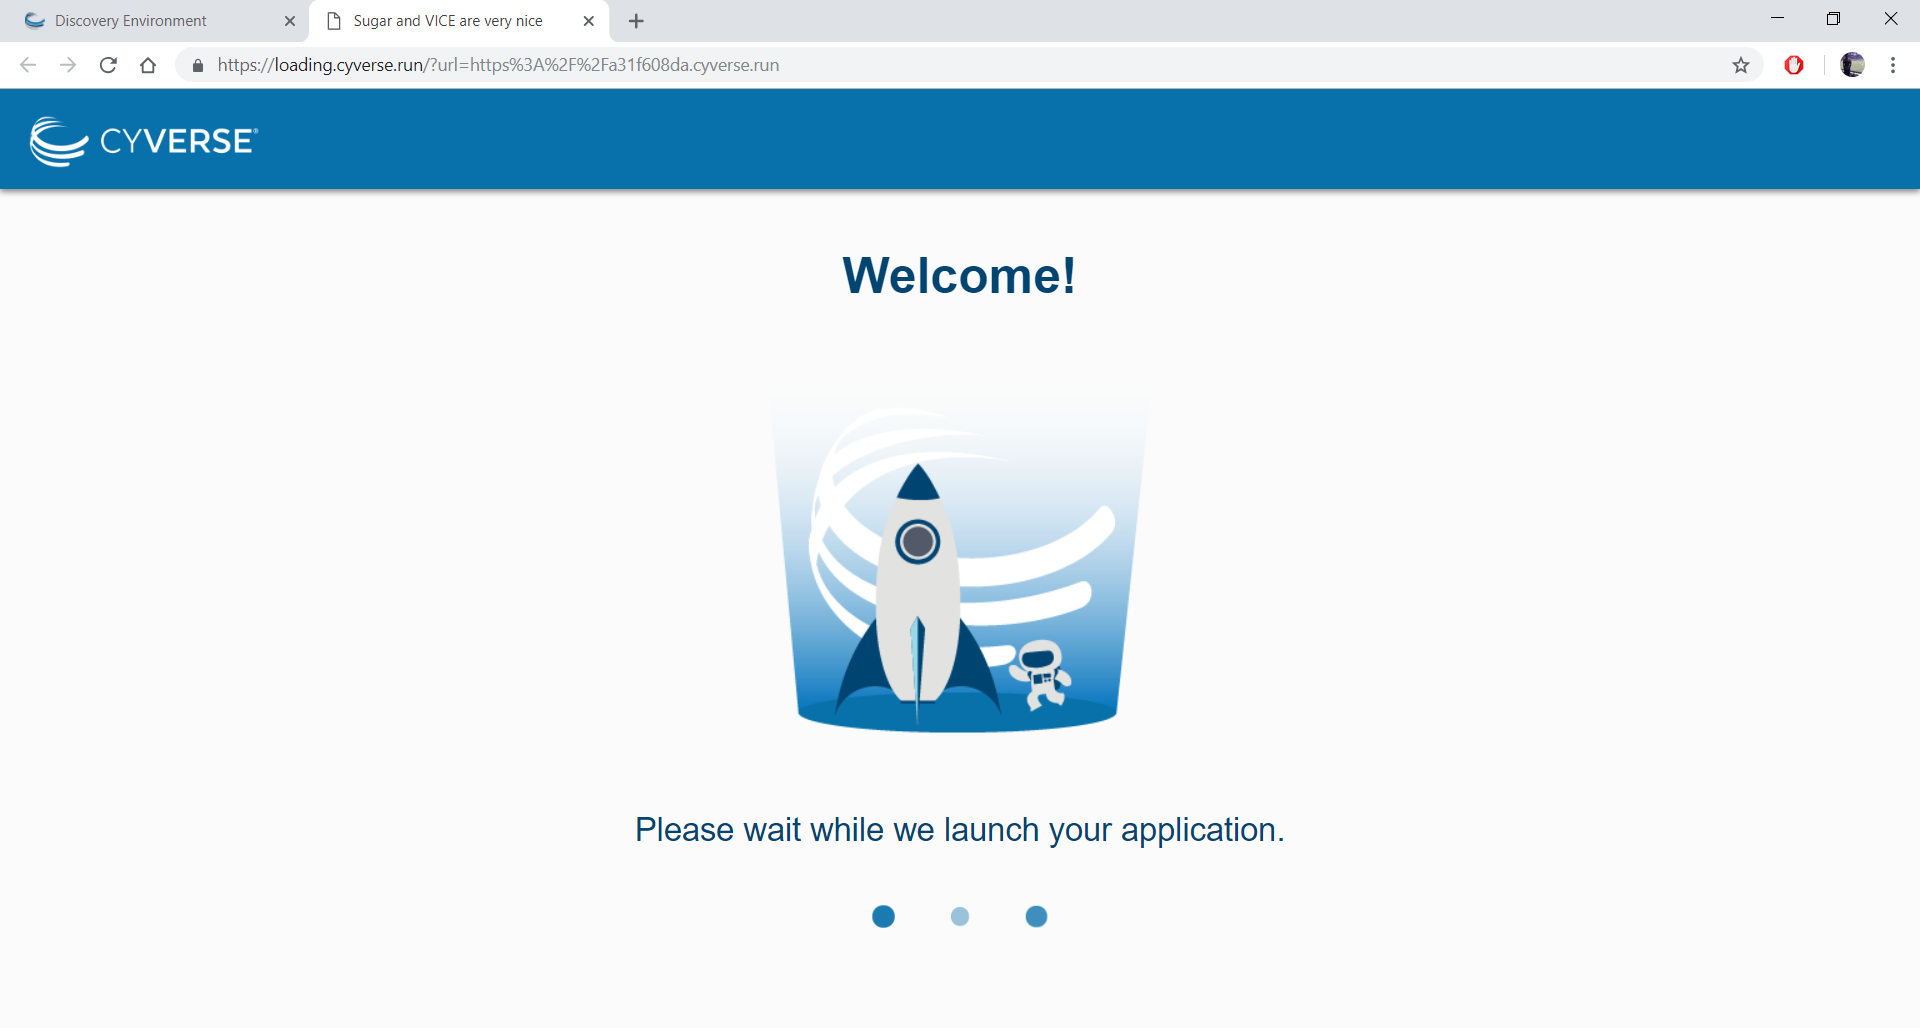 Discovery Environment
Sugar and VICE are very nice
https://loading.cyverse.run/?url=https%3A%2F%2Fa31f608da.cyverse.run
CYVERSE®
Welcome!
Please wait while we launch your application.